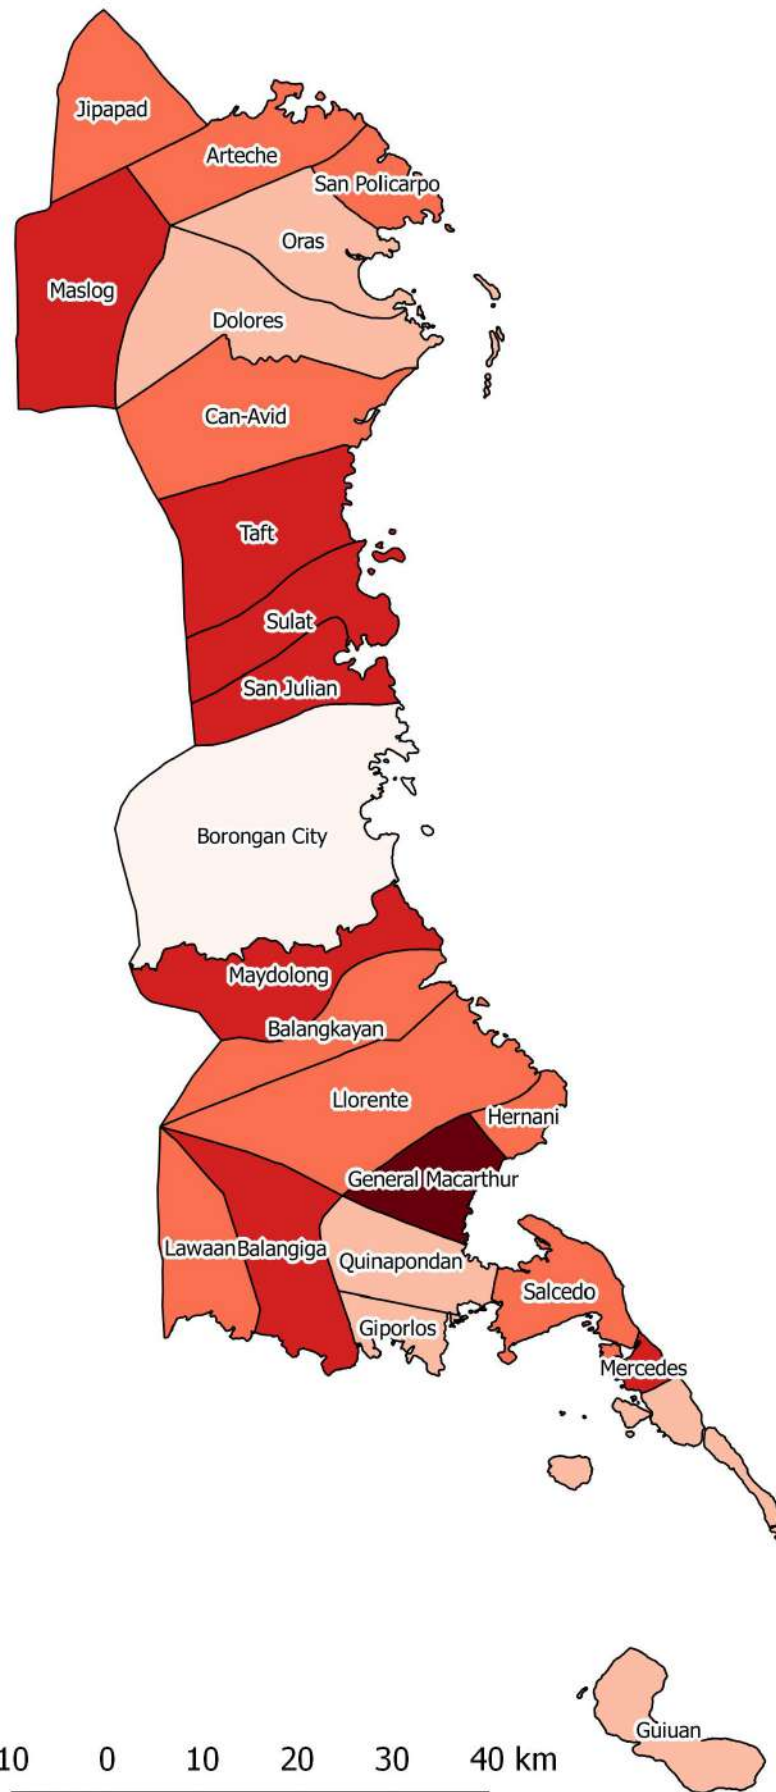 Jipapad
Arteche
San Policarpo
Oras
Maslog
Dolores
Can-Avid
Taft
Sulat
San Julian
Borongan City
Maydolong
Balangkayan
Llorente
Hernani
General Macarthur
Lawaan
Balangiga
Quinapondan
Salcedo
Giporlos
Mercedes
Guiuan
10 0 10 20 30 40 km